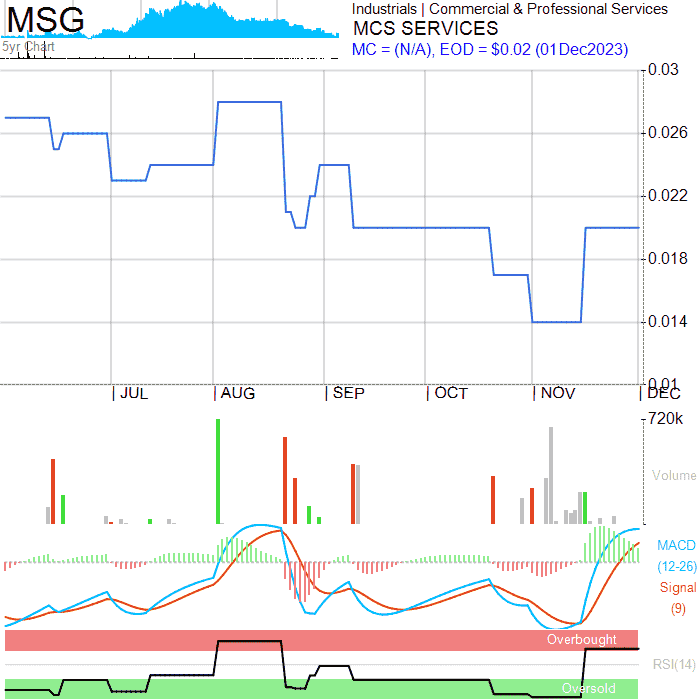 MSG
5yr Chart
Industrials | Commercial & Professional Services
MCS SERVICES
MC = (N/A), EOD = $0.02 (01Dec2023)
0.03
0.026
0.022
0.018
0.014
0.01
JUL
AUG
SEP
OCT
NOV
DEC
720k
Volume
MACD
(12-26)
Signal
(9)
Overbought
RSI(14)
Oversold